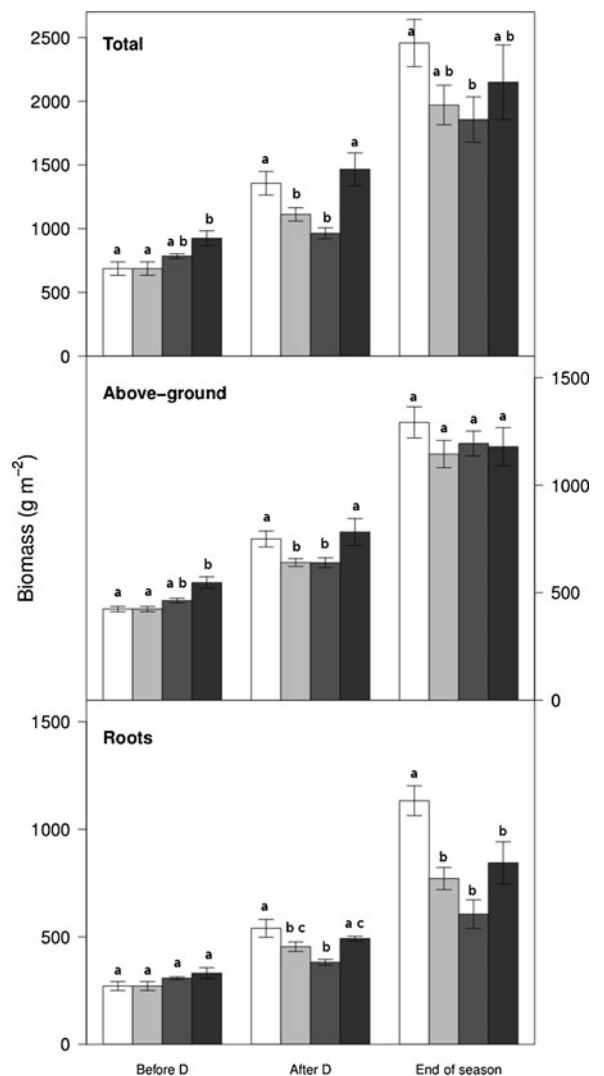 Total
2500
2000
1500
1000
500
0
a a a b b
a b b a
a a b b a b
Above-ground
1500
1000
500
0
a a a b b
a b b a
a a a a
Biomass (g m−2)
Roots
1500
1000
500
0
a a a a
a b c b a c
a b b b
Before D After D End of season